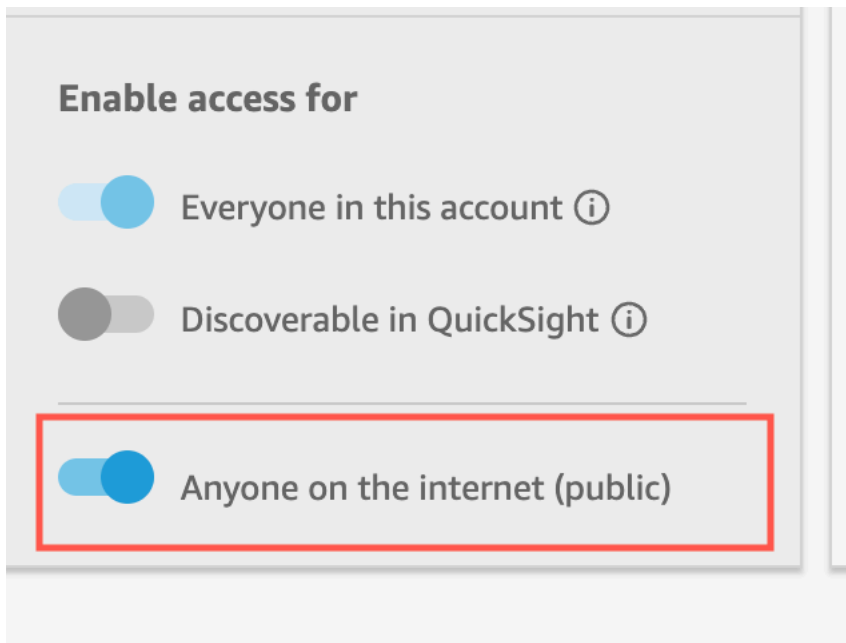 Enable access for
Everyone in this account
Discoverable in QuickSight
Anyone on the internet (public)